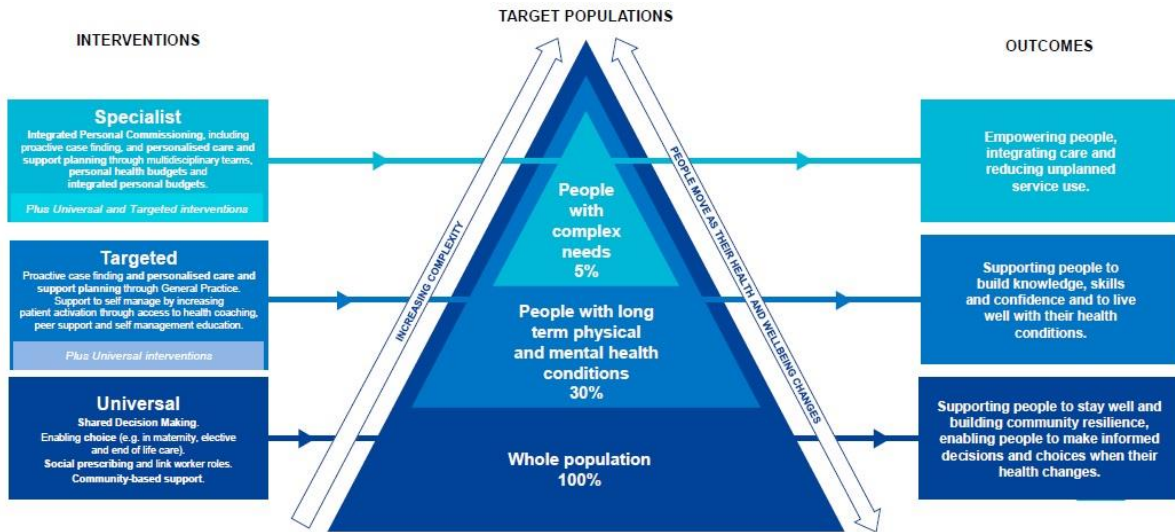 TARGET POPULATIONS
INTERVENTIONS
OUTCOMES
Specialist
Integrated Personal Commissioning, including
proactive case finding, and personalised care and
support planning through multidisciplinary teams,
personal health budgets and
integrated personal budgets.
Plus Universal and Targeted interventions
Targeted
Proactive case finding and personalised care and
support planning through General Practice.
Support to self manage by increasing
patient activation through access to health coaching,
peer support and self management education.
Plus Universal interventions
Universal
Shared Decision Making.
Enabling choice (e.g. in maternity, elective
and end of life care).
Social prescribing and link worker roles.
Community-based support.
INCREASING COMPLEXITY
People
with
complex
needs
5%
People with long
term physical
and mental health
conditions
30%
Whole population
100%
PEOPLE MOVE AS THEIR HEALTH AND WELLBEING CHANGES
Empowering people,
integrating care and
reducing unplanned
service use.
Supporting people to
build knowledge, skills
and confidence and to live
well with their health
conditions.
Supporting people to stay well and
building community resilience,
enabling people to make informed
decisions and choices when their
health changes.